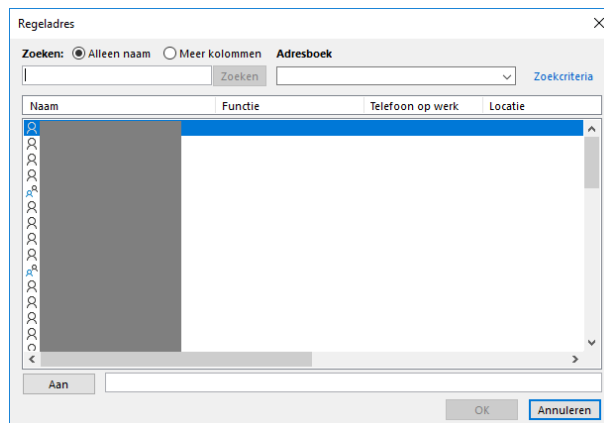 Regeladres
Zoeken: Alleen naam Meer kolommen Adresboek
Zoeken Zoekcriteria
Naam Functie Telefoon op werk Locatie
Aan
OK Annuleren